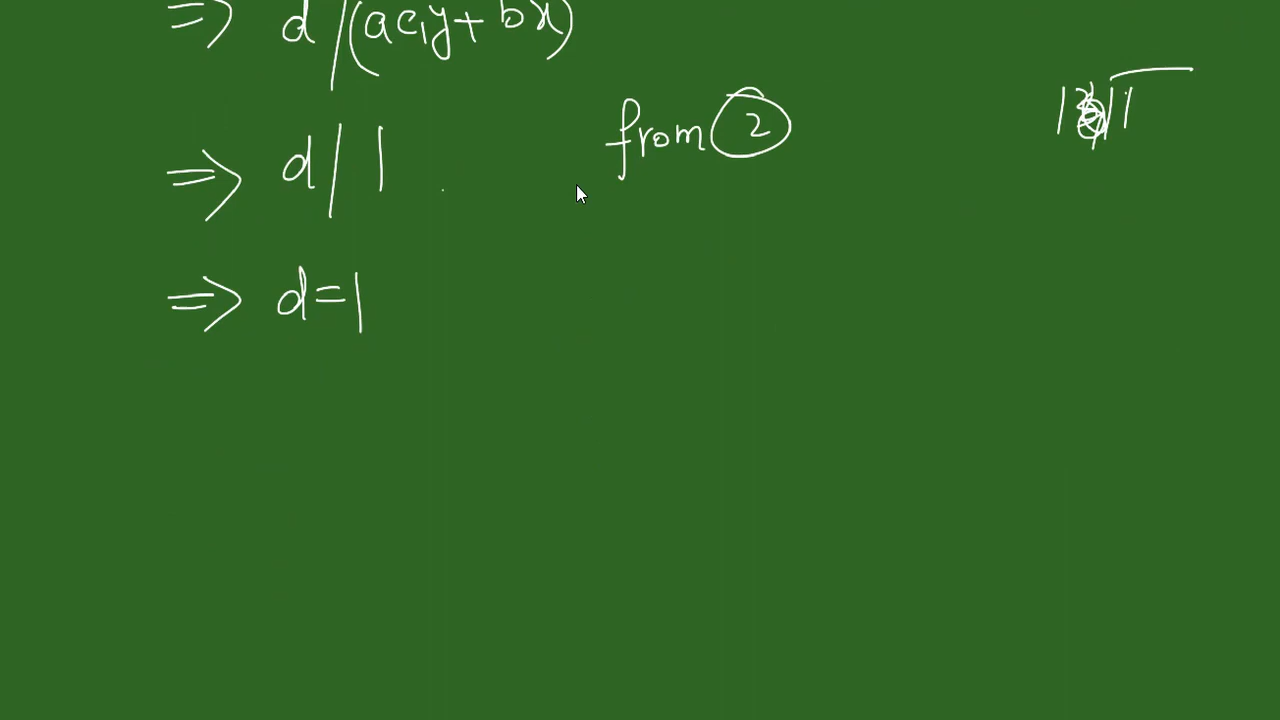 ⇒ d/(ac₁y + bx)
from ②
⇒ d/1
⇒ d=1